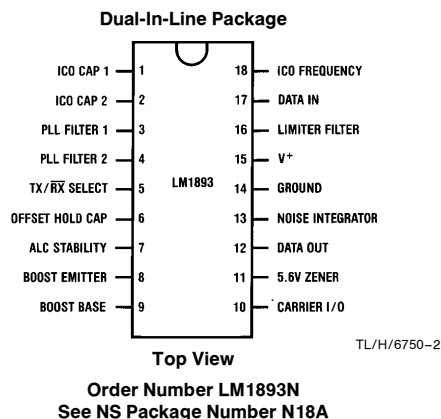 Dual-In-Line Package
ICO CAP 1 1 18 ICO FREQUENCY
ICO CAP 2 2 17 DATA IN
PLL FILTER 1 3 16 LIMITER FILTER
PLL FILTER 2 4 15 V+
TX/RX SELECT 5 LM1893 14 GROUND
OFFSET HOLD CAP 6 13 NOISE INTEGRATOR
ALC STABILITY 7 12 DATA OUT
BOOST EMITTER 8 11 5.6V ZENER
BOOST BASE 9 10 CARRIER I/O
TL/H/6750–2
Top View
Order Number LM1893N
See NS Package Number N18A